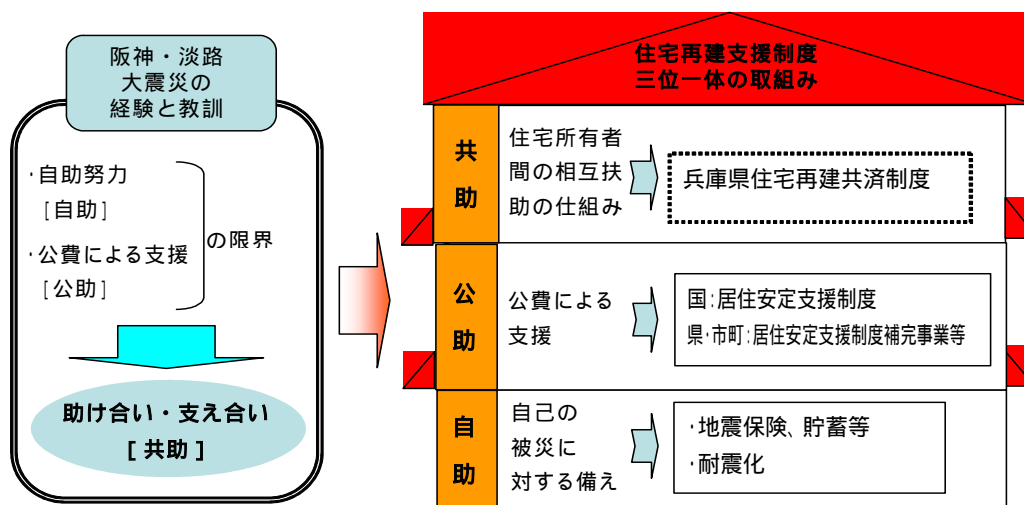 阪神・淡路
大震災の
経験と教訓
・自助努力
[自助]
・公費による支援
[公助]
の限界
助け合い・支え合い
[共助]
住宅再建支援制度
三位一体の取組み
共助
住宅所有者
間の相互扶
助の仕組み
兵庫県住宅再建共済制度
公助
公費による
支援
国:居住安定支援制度
県・市町:居住安定支援制度補完事業等
自助
自己の
被災に
対する備え
・地震保険、貯蓄等
・耐震化